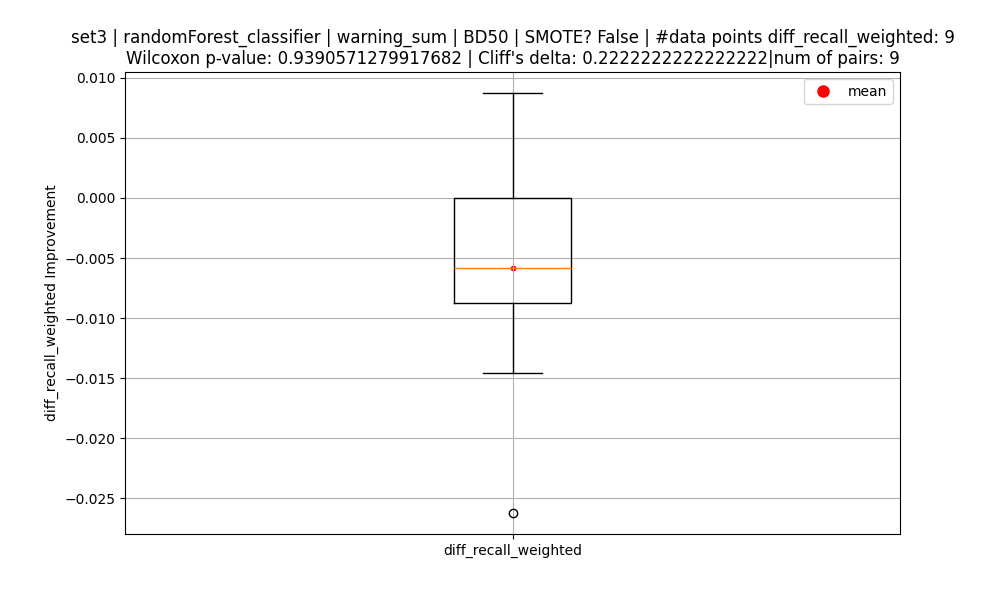 set3 | randomForest_classifier | warning_sum | BD50 | SMOTE? False | #data points diff_recall_weighted: 9
Wilcoxon p-value: 0.9390571279917682 | Cliff's delta: 0.2222222222222222|num of pairs: 9
mean
0.010
0.005
0.000
−0.005
−0.010
−0.015
−0.020
−0.025
diff_recall_weighted Improvement
diff_recall_weighted